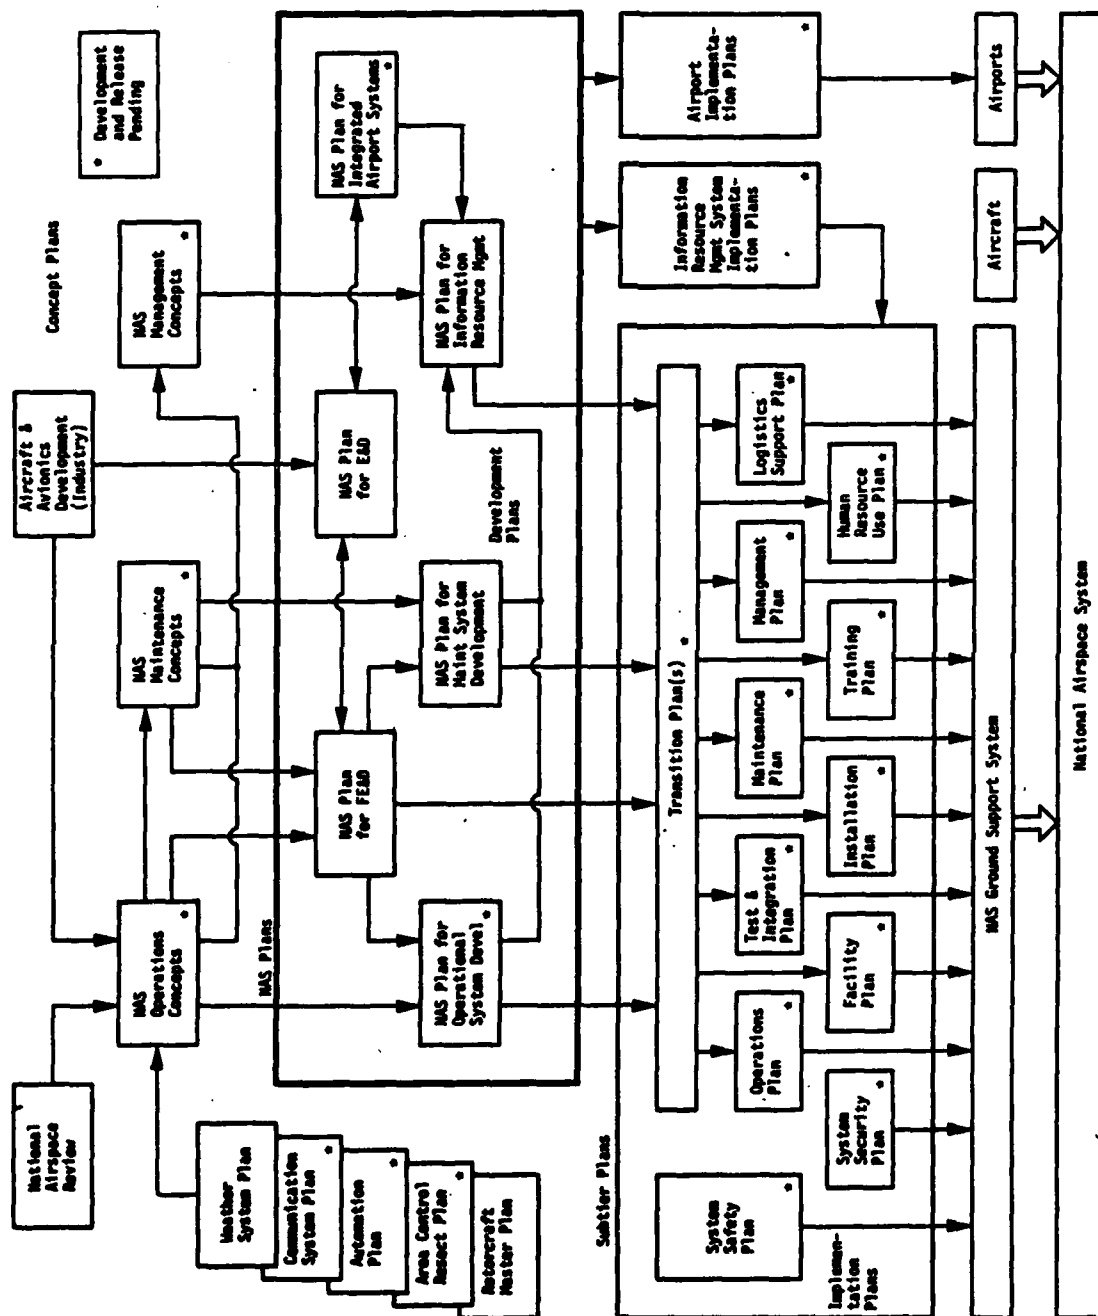 National
Airspace
Review
Aircraft &
Avionics
Development
(Industry)
Concept Plans
* Development
and Release
Pending
Weather
System Plan
Communication
System Plan
*
Automation
Plan
*
Area Control
*
Rotorcraft
Master Plan
NAS
Operations
Concepts
*
NAS
Maintenance
Concepts
*
NAS
Management
Concepts
*
NAS Plans
NAS Plan
for FE&D
NAS Plan
for E&D
NAS Plan for
Integrated
Airport Systems
*
NAS Plan for
Operational
System Devel
*
NAS Plan for
Maint System
Development
Development
Plans
NAS Plan for
Information
Resource Mgmt
Subtier Plans
Information
Resource
Mgmt System
Implementa-
tion Plans
*
Airport
Implementa-
tion Plans
*
Transition Plan(s)
*
System
Safety
Plan
*
Operations
Plan
*
Test &
Integration
Plan
*
Maintenance
Plan
*
Management
Plan
*
Logistics
Support Plan
*
System
Security
Plan
*
Facility
Plan
*
Installation
Plan
*
Training
Plan
*
Human
Resource
Use Plan
*
Implemen-
tation
Plans
NAS Ground Support System
Aircraft
Airports
National Airspace System